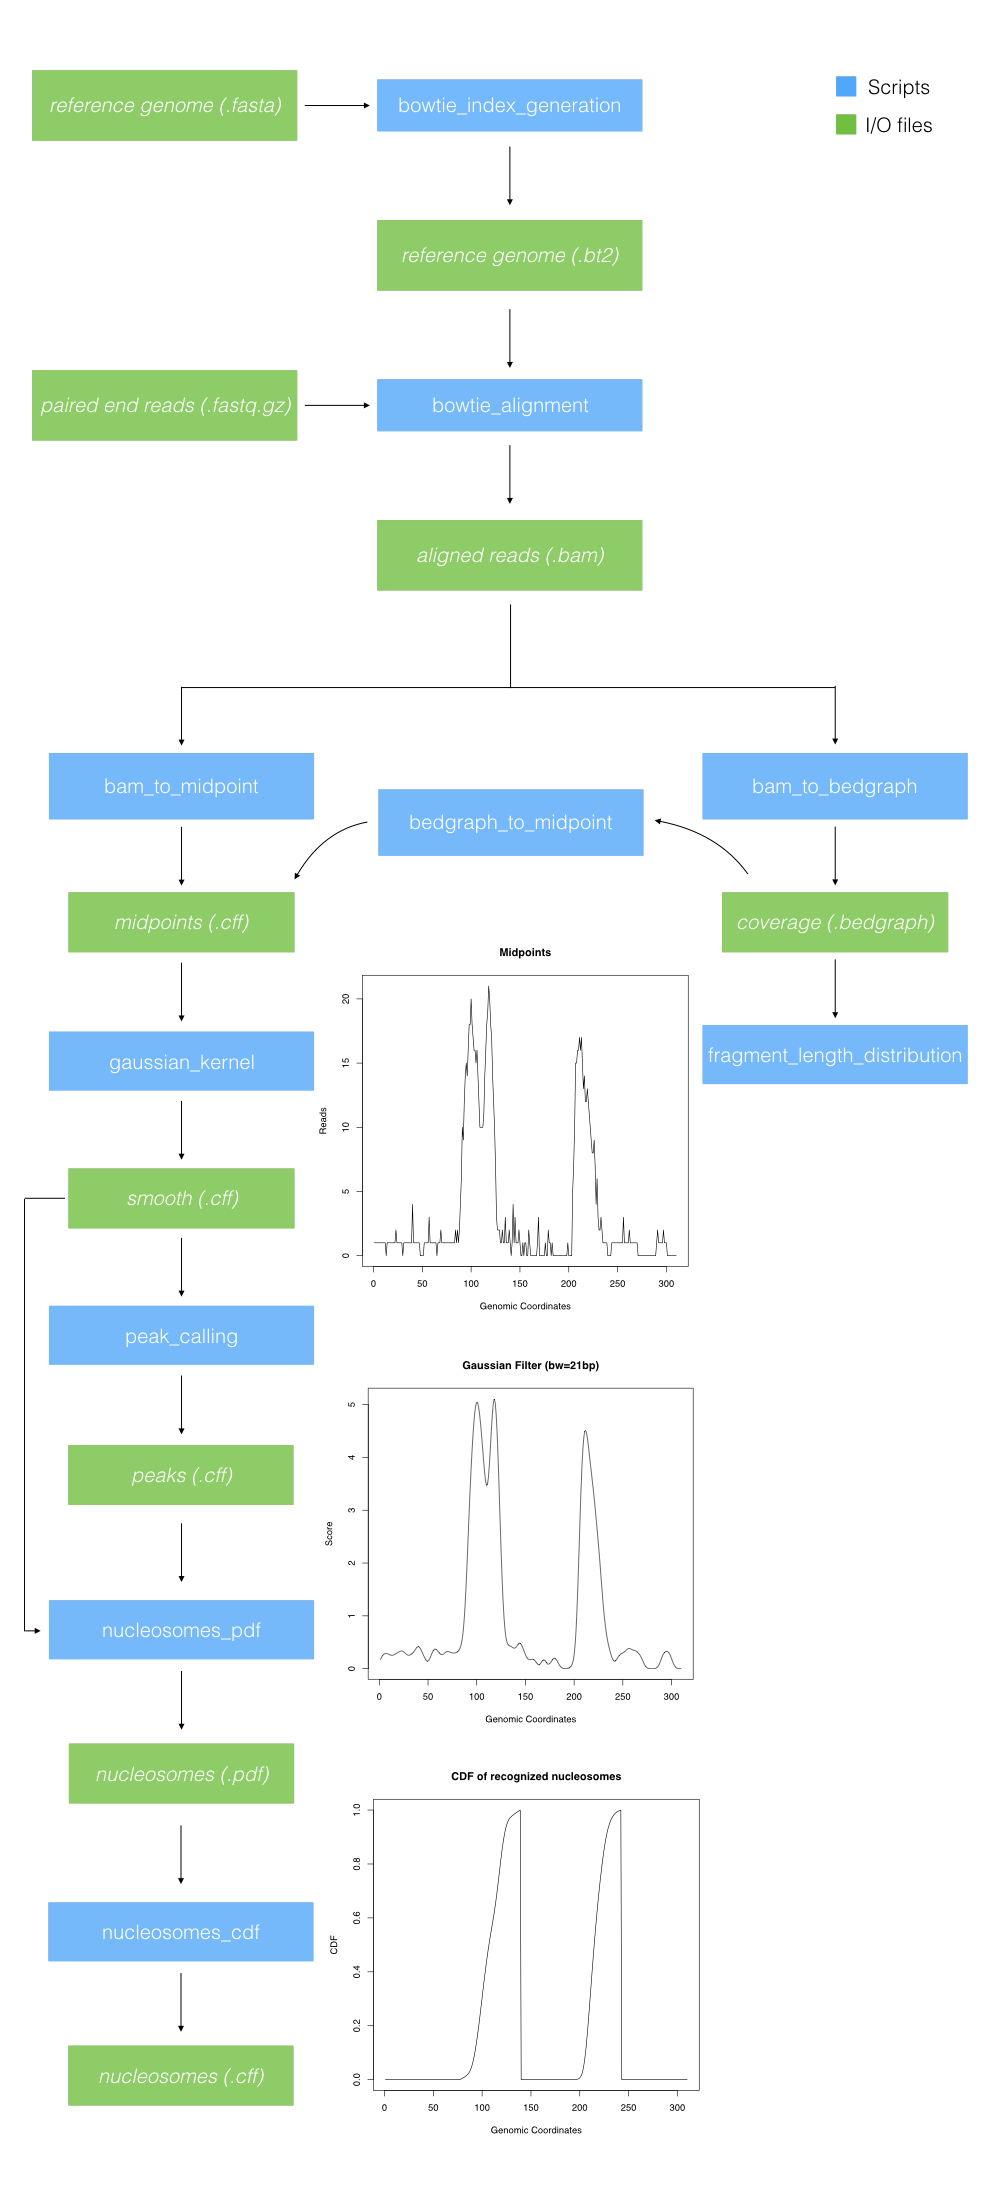 reference genome (.fasta)
bowtie_index_generation
Scripts
I/O files
reference genome (.bt2)
paired end reads (.fastq.gz)
bowtie_alignment
aligned reads (.bam)
bam_to_midpoint
bedgraph_to_midpoint
bam_to_bedgraph
midpoints (.cff)
coverage (.bedgraph)
gaussian_kernel
fragment_length_distribution
smooth (.cff)
peak_calling
peaks (.cff)
nucleosomes_pdf
nucleosomes (.pdf)
nucleosomes_cdf
nucleosomes (.cff)
Midpoints
Reads
20
15
10
5
0
0 50 100 150 200 250 300
Genomic Coordinates
Gaussian Filter (bw=21bp)
Score
5
4
3
2
1
0
0 50 100 150 200 250 300
Genomic Coordinates
CDF of recognized nucleosomes
CDF
1.0
0.8
0.6
0.4
0.2
0.0
0 50 100 150 200 250 300
Genomic Coordinates